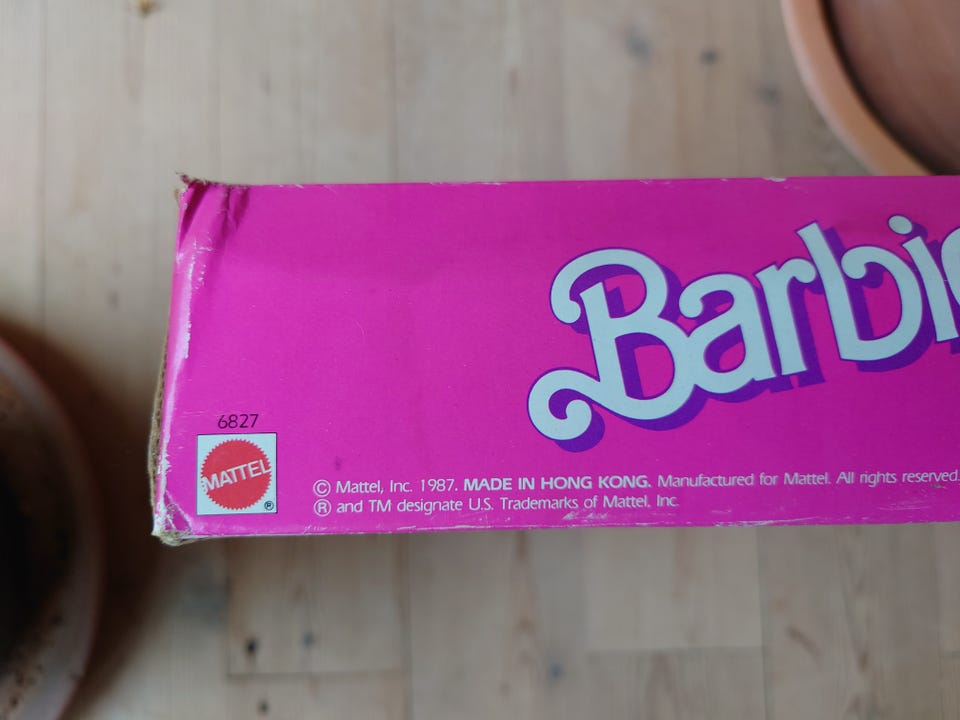 Barbie
6827
MATTEL
®
© Mattel, Inc. 1987. MADE IN HONG KONG. Manufactured for Mattel. All rights reserved.
® and TM designate U.S. Trademarks of Mattel, Inc.